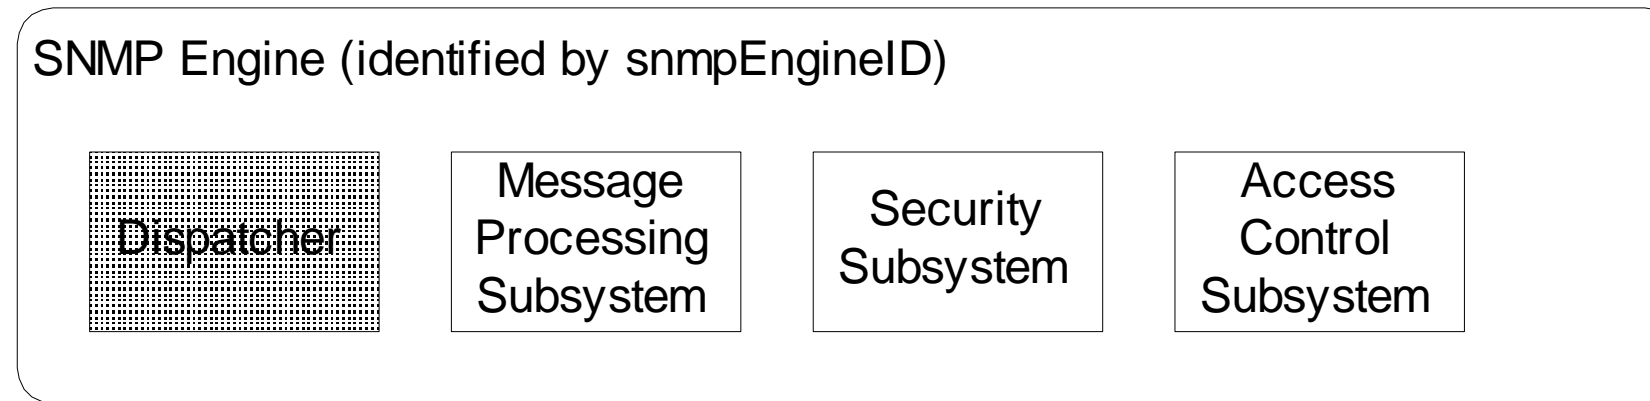 SNMP Engine (identified by snmpEngineID)
Dispatcher
Message
Processing
Subsystem
Security
Subsystem
Access
Control
Subsystem